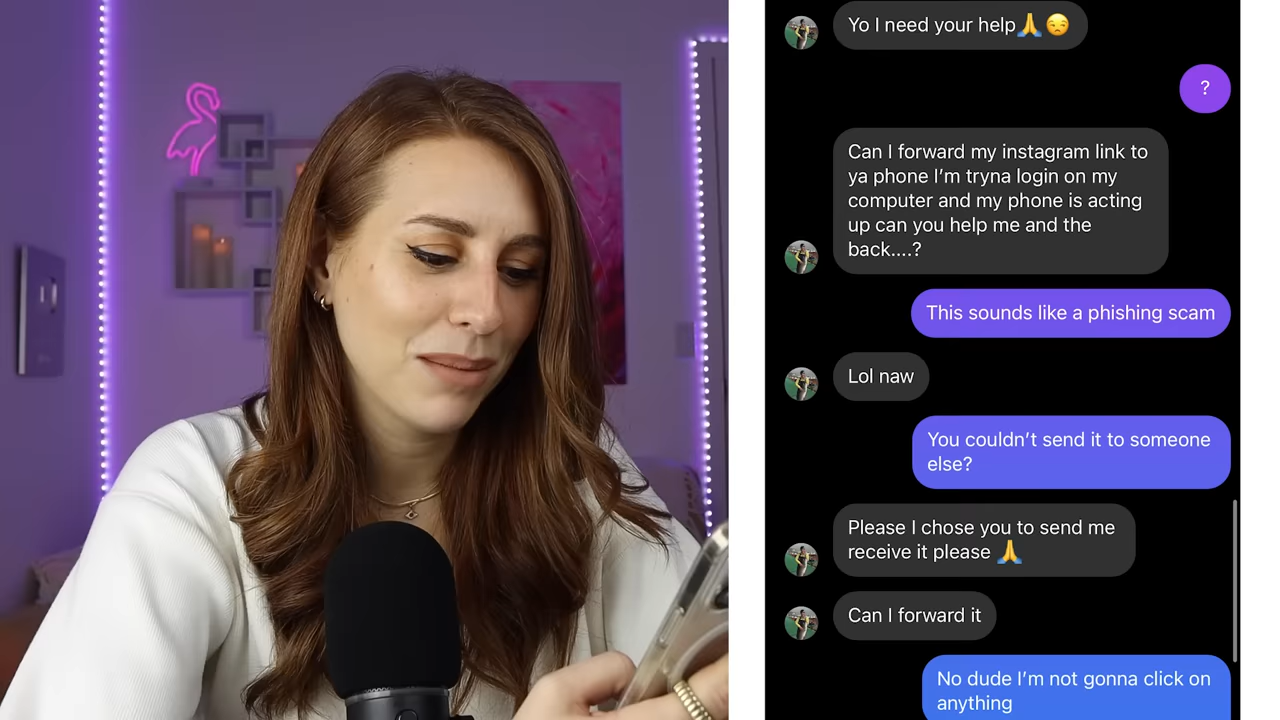 Yo I need your help🙏😒
?
Can I forward my instagram link to
ya phone I’m tryna login on my
computer and my phone is acting
up can you help me and the
back....?
This sounds like a phishing scam
Lol naw
You couldn’t send it to someone
else?
Please I chose you to send me
receive it please 🙏
Can I forward it
No dude I’m not gonna click on
anything